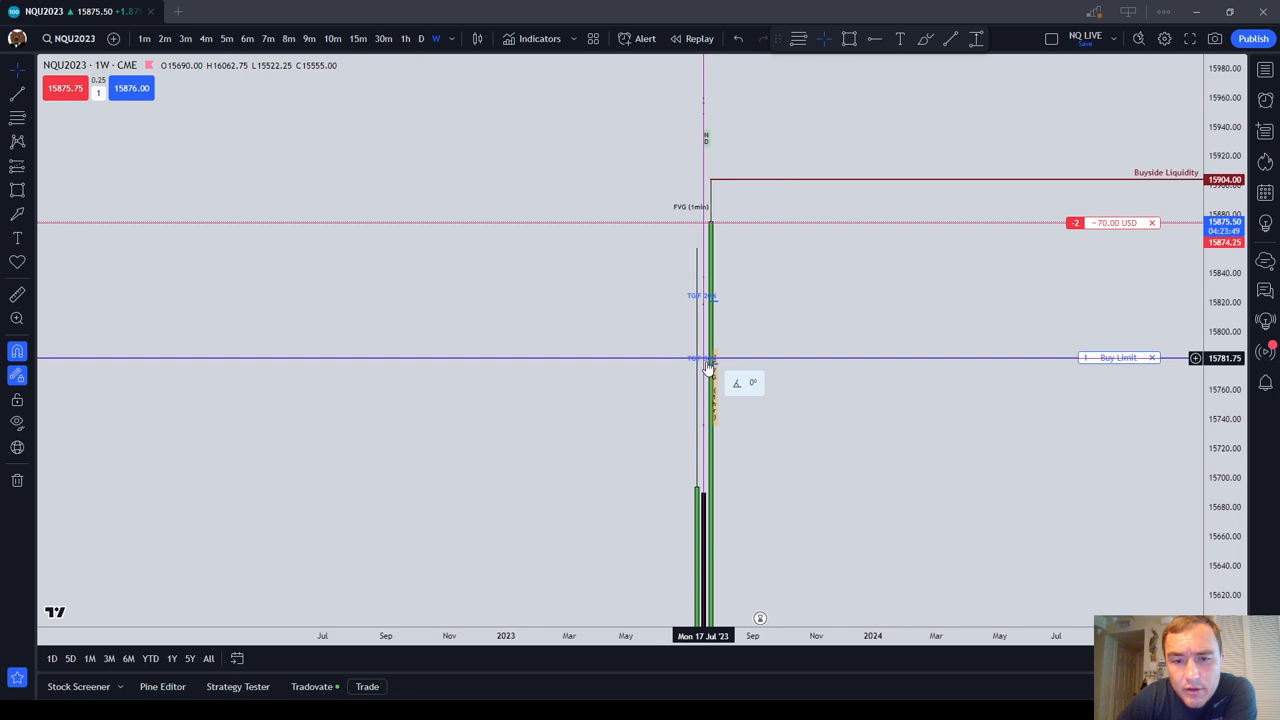 NQU2023 ▲ 15875.50 +1.87
NQU2023
1m 2m 3m 4m 5m 6m 7m 8m 9m 10m 15m 30m 1h D W
Indicators
Alert
Replay
NQ LIVE
Save
Publish
NQU2023 · 1W · CME
O15690.00 H16062.75 L15522.25 C15555.00
15875.75
0.25
1
15876.00
N
D
Buyside Liquidity
FVG (1min)
-2 −70.00 USD
1 Buy Limit
0º
15980.00
15960.00
15940.00
15920.00
15904.00
15880.00
15875.50
04:23:49
15874.25
15840.00
15820.00
15800.00
15781.75
15760.00
15740.00
15720.00
15700.00
15680.00
15660.00
15640.00
15620.00
Jul Sep Nov 2023 Mar May Mon 17 Jul '23 Sep Nov 2024 Mar May Jul
1D 5D 1M 3M 6M YTD 1Y 5Y All
Stock Screener
Pine Editor
Strategy Tester
Tradovate
Trade